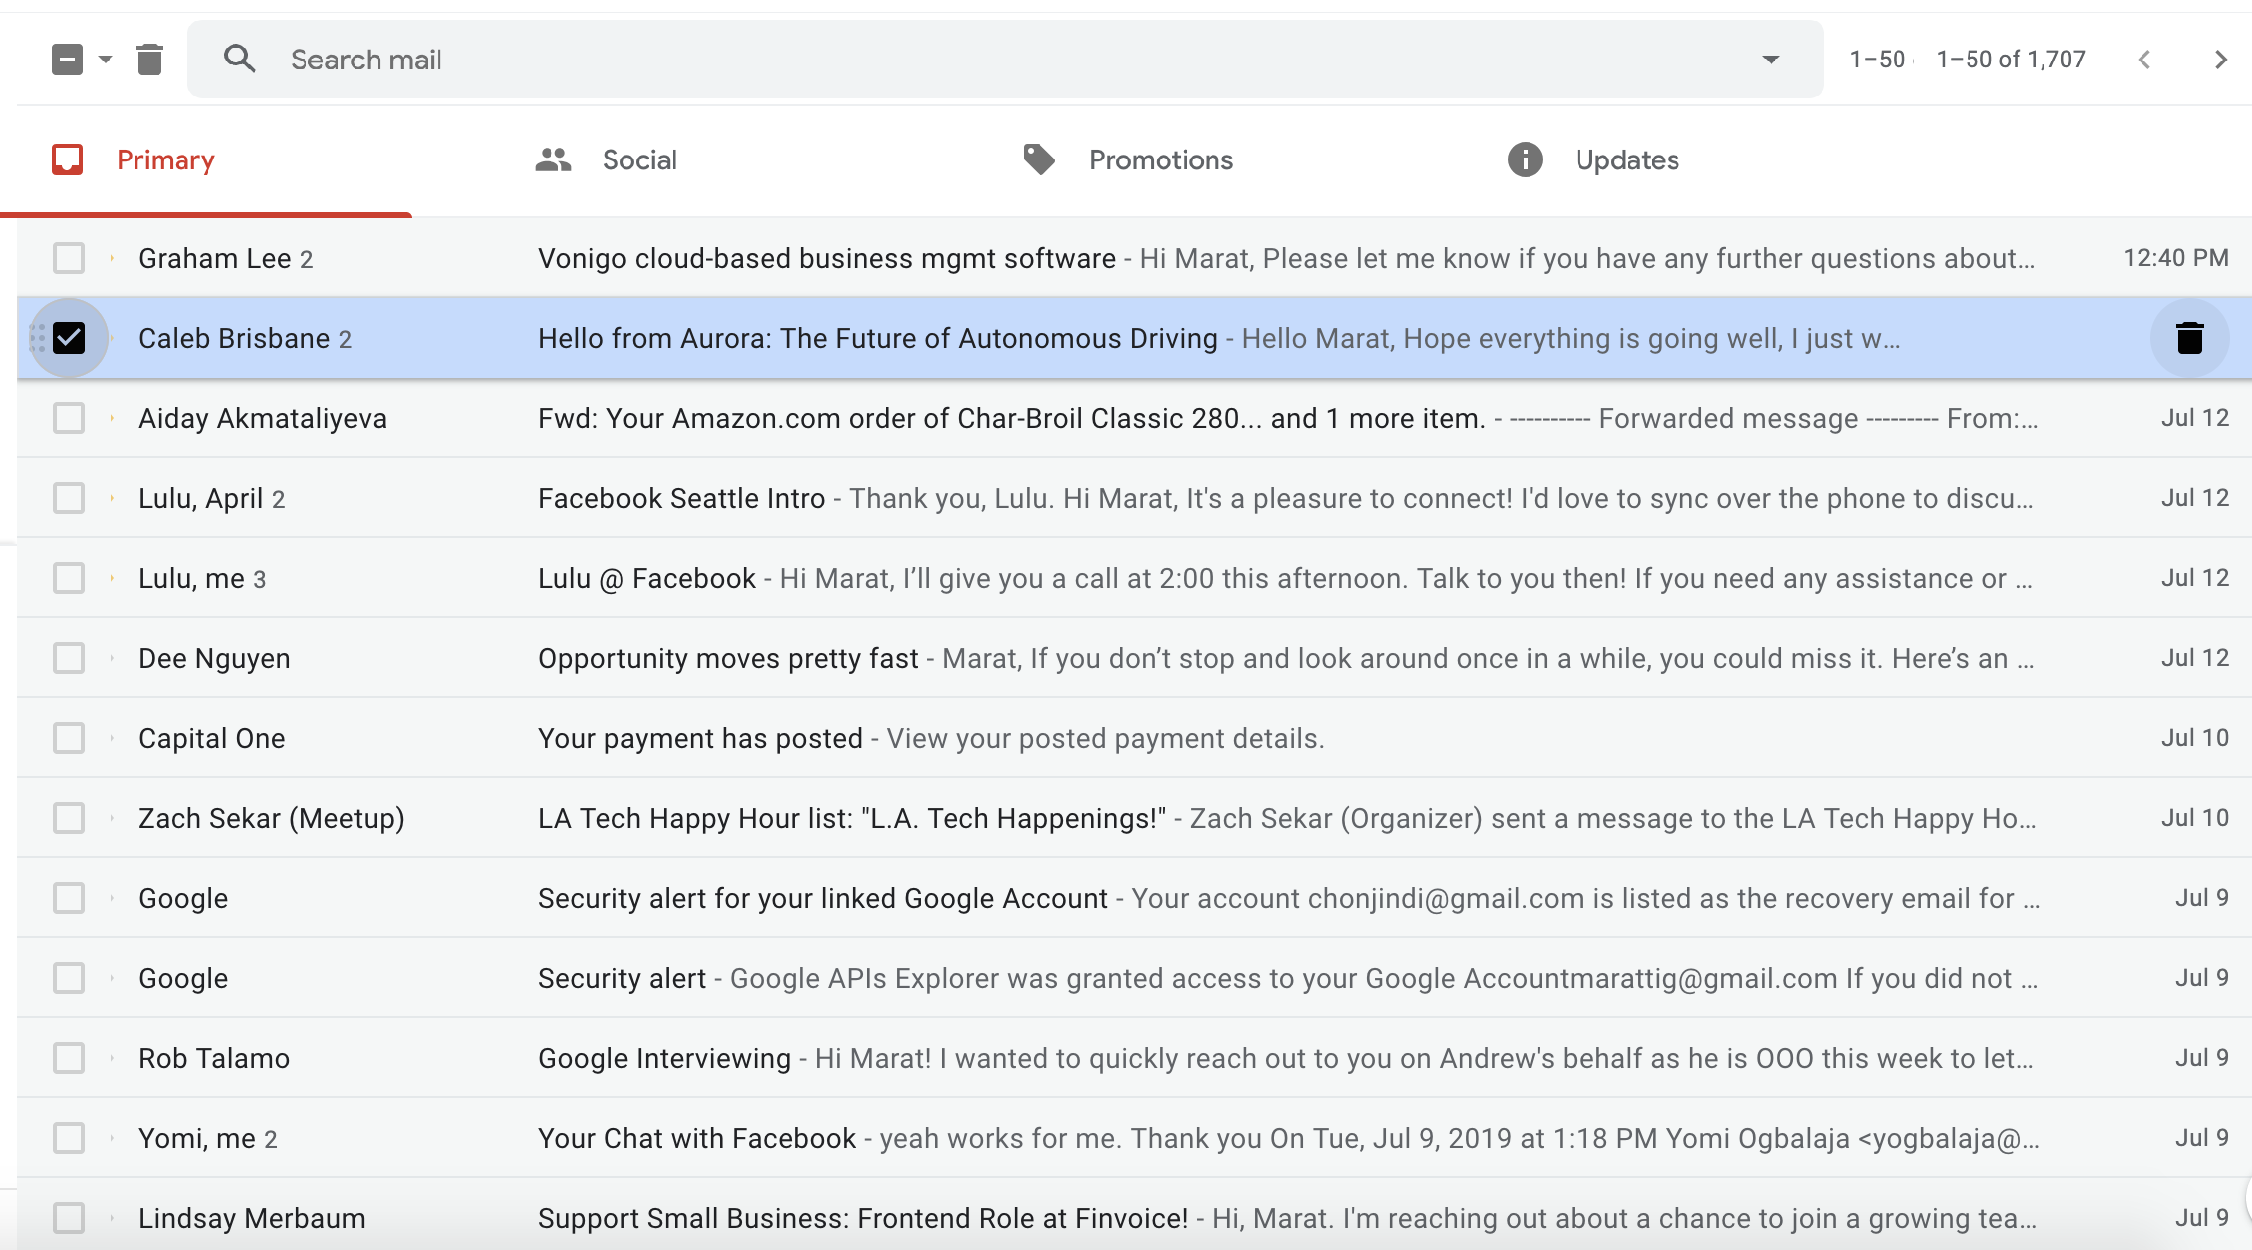 Search mail 1–50 1–50 of 1,707
Primary Social Promotions Updates
Graham Lee 2 Vonigo cloud-based business mgmt software - Hi Marat, Please let me know if you have any further questions about... 12:40 PM
Caleb Brisbane 2 Hello from Aurora: The Future of Autonomous Driving - Hello Marat, Hope everything is going well, I just w...
Aiday Akmataliyeva Fwd: Your Amazon.com order of Char-Broil Classic 280... and 1 more item. - ---------- Forwarded message --------- From:... Jul 12
Lulu, April 2 Facebook Seattle Intro - Thank you, Lulu. Hi Marat, It's a pleasure to connect! I'd love to sync over the phone to discu... Jul 12
Lulu, me 3 Lulu @ Facebook - Hi Marat, I’ll give you a call at 2:00 this afternoon. Talk to you then! If you need any assistance or ... Jul 12
Dee Nguyen Opportunity moves pretty fast - Marat, If you don’t stop and look around once in a while, you could miss it. Here’s an ... Jul 12
Capital One Your payment has posted - View your posted payment details. Jul 10
Zach Sekar (Meetup) LA Tech Happy Hour list: "L.A. Tech Happenings!" - Zach Sekar (Organizer) sent a message to the LA Tech Happy Ho... Jul 10
Google Security alert for your linked Google Account - Your account chonjindi@gmail.com is listed as the recovery email for ... Jul 9
Google Security alert - Google APIs Explorer was granted access to your Google Accountmarattig@gmail.com If you did not ... Jul 9
Rob Talamo Google Interviewing - Hi Marat! I wanted to quickly reach out to you on Andrew's behalf as he is OOO this week to let... Jul 9
Yomi, me 2 Your Chat with Facebook - yeah works for me. Thank you On Tue, Jul 9, 2019 at 1:18 PM Yomi Ogbalaja <yogbalaja@... Jul 9
Lindsay Merbaum Support Small Business: Frontend Role at Finvoice! - Hi, Marat. I'm reaching out about a chance to join a growing tea... Jul 9